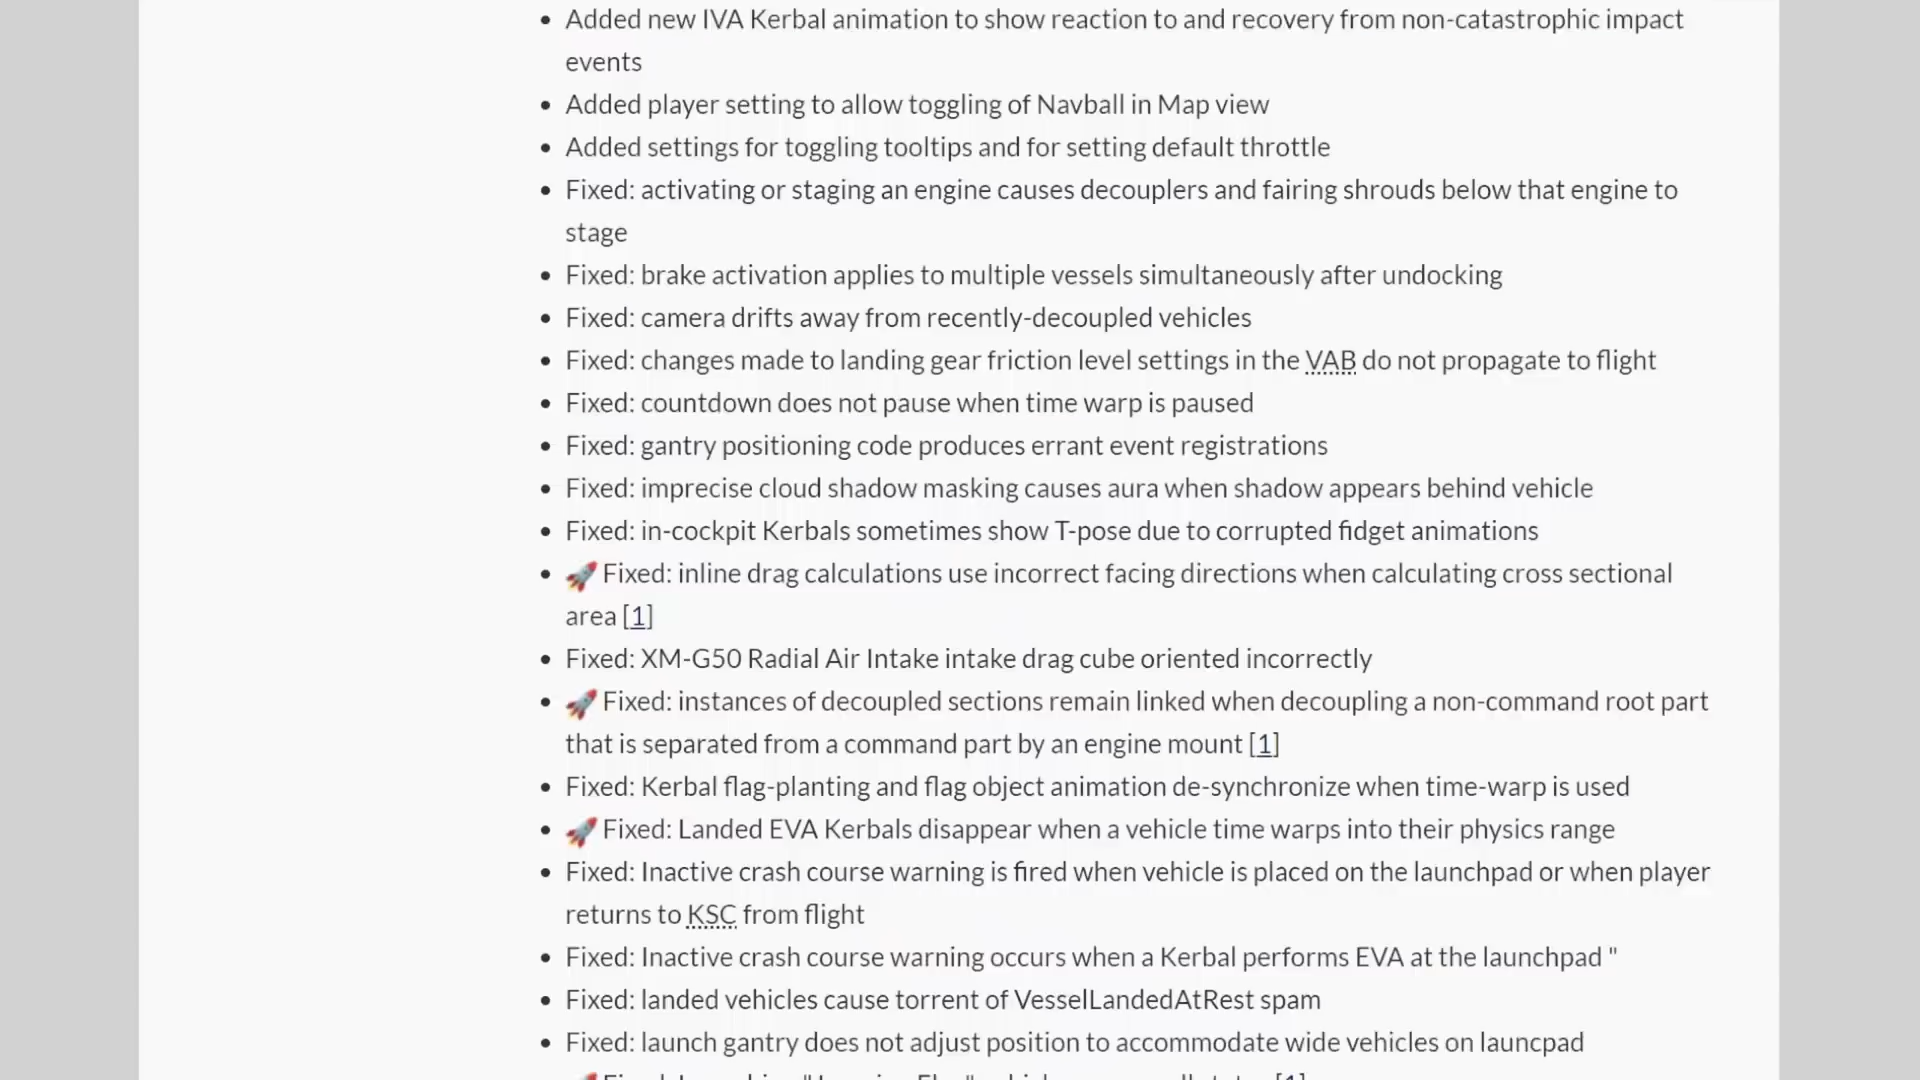 Added new IVA Kerbal animation to show reaction to and recovery from non-catastrophic impact
events
Added player setting to allow toggling of Navball in Map view
Added settings for toggling tooltips and for setting default throttle
Fixed: activating or staging an engine causes decouplers and fairing shrouds below that engine to
stage
Fixed: brake activation applies to multiple vessels simultaneously after undocking
Fixed: camera drifts away from recently-decoupled vehicles
Fixed: changes made to landing gear friction level settings in the VAB do not propagate to flight
Fixed: countdown does not pause when time warp is paused
Fixed: gantry positioning code produces errant event registrations
Fixed: imprecise cloud shadow masking causes aura when shadow appears behind vehicle
Fixed: in-cockpit Kerbals sometimes show T-pose due to corrupted fidget animations
🚀 Fixed: inline drag calculations use incorrect facing directions when calculating cross sectional
area [1]
Fixed: XM-G50 Radial Air Intake intake drag cube oriented incorrectly
🚀 Fixed: instances of decoupled sections remain linked when decoupling a non-command root part
that is separated from a command part by an engine mount [1]
Fixed: Kerbal flag-planting and flag object animation de-synchronize when time-warp is used
🚀 Fixed: Landed EVA Kerbals disappear when a vehicle time warps into their physics range
Fixed: Inactive crash course warning is fired when vehicle is placed on the launchpad or when player
returns to KSC from flight
Fixed: Inactive crash course warning occurs when a Kerbal performs EVA at the launchpad "
Fixed: landed vehicles cause torrent of VesselLandedAtRest spam
Fixed: launch gantry does not adjust position to accommodate wide vehicles on launcpad